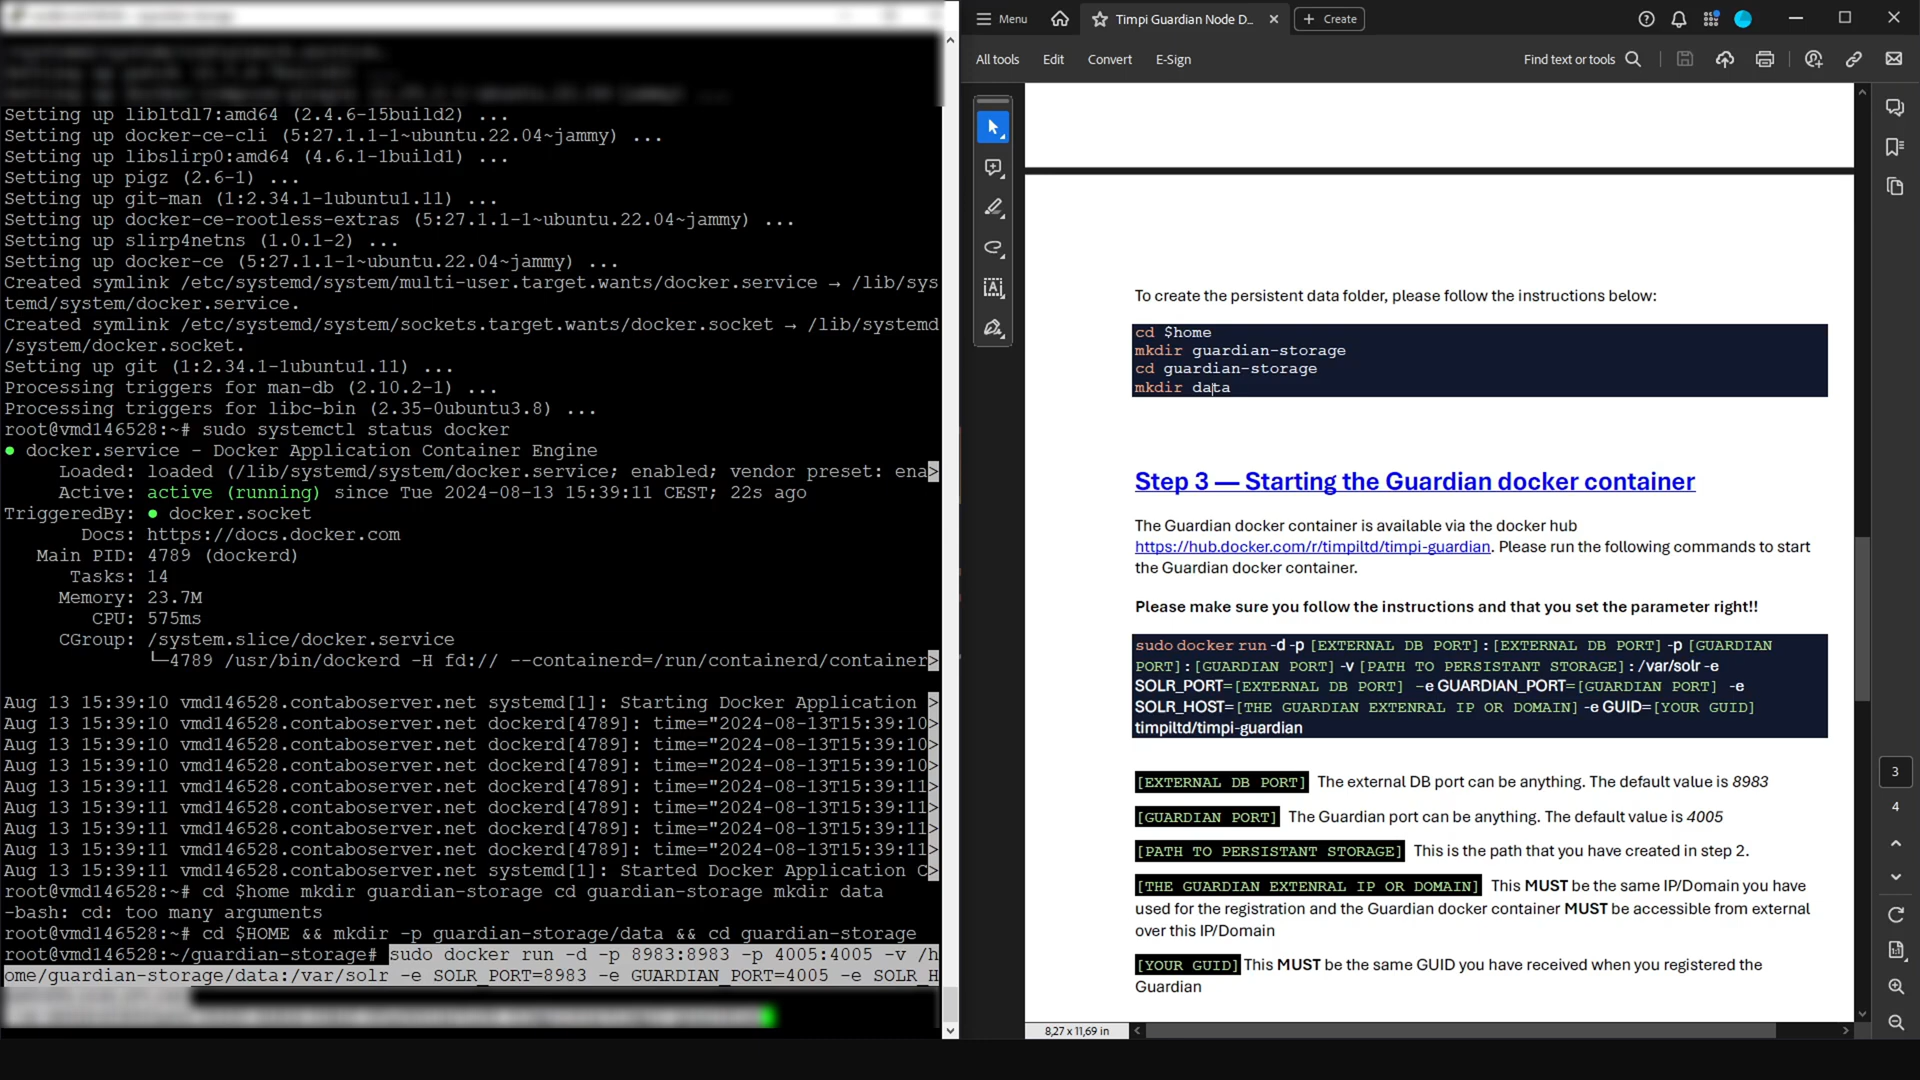 Setting up libltdl7:amd64 (2.4.6-15build2) ...
Setting up docker-ce-cli (5:27.1.1-1~ubuntu.22.04~jammy) ...
Setting up libslirp0:amd64 (4.6.1-1build1) ...
Setting up pigz (2.6-1) ...
Setting up git-man (1:2.34.1-1ubuntu1.11) ...
Setting up docker-ce-rootless-extras (5:27.1.1-1~ubuntu.22.04~jammy) ...
Setting up slirp4netns (1.0.1-2) ...
Setting up docker-ce (5:27.1.1-1~ubuntu.22.04~jammy) ...
Created symlink /etc/systemd/system/multi-user.target.wants/docker.service → /lib/sys
temd/system/docker.service.
Created symlink /etc/systemd/system/sockets.target.wants/docker.socket → /lib/systemd
/system/docker.socket.
Setting up git (1:2.34.1-1ubuntu1.11) ...
Processing triggers for man-db (2.10.2-1) ...
Processing triggers for libc-bin (2.35-0ubuntu3.8) ...
root@vmd146528:~# sudo systemctl status docker
● docker.service - Docker Application Container Engine
Loaded: loaded (/lib/systemd/system/docker.service; enabled; vendor preset: ena>
Active: active (running) since Tue 2024-08-13 15:39:11 CEST; 22s ago
TriggeredBy: ● docker.socket
Docs: https://docs.docker.com
Main PID: 4789 (dockerd)
Tasks: 14
Memory: 23.7M
CPU: 575ms
CGroup: /system.slice/docker.service
└─4789 /usr/bin/dockerd -H fd:// --containerd=/run/containerd/container>
Aug 13 15:39:10 vmd146528.contaboserver.net systemd[1]: Starting Docker Application >
Aug 13 15:39:10 vmd146528.contaboserver.net dockerd[4789]: time="2024-08-13T15:39:10>
Aug 13 15:39:10 vmd146528.contaboserver.net dockerd[4789]: time="2024-08-13T15:39:10>
Aug 13 15:39:10 vmd146528.contaboserver.net dockerd[4789]: time="2024-08-13T15:39:10>
Aug 13 15:39:11 vmd146528.contaboserver.net dockerd[4789]: time="2024-08-13T15:39:11>
Aug 13 15:39:11 vmd146528.contaboserver.net dockerd[4789]: time="2024-08-13T15:39:11>
Aug 13 15:39:11 vmd146528.contaboserver.net dockerd[4789]: time="2024-08-13T15:39:11>
Aug 13 15:39:11 vmd146528.contaboserver.net dockerd[4789]: time="2024-08-13T15:39:11>
Aug 13 15:39:11 vmd146528.contaboserver.net systemd[1]: Started Docker Application C>
root@vmd146528:~# cd $home mkdir guardian-storage cd guardian-storage mkdir data
-bash: cd: too many arguments
root@vmd146528:~# cd $HOME && mkdir -p guardian-storage/data && cd guardian-storage
root@vmd146528:~/guardian-storage# sudo docker run -d -p 8983:8983 -p 4005:4005 -v /h
ome/guardian-storage/data:/var/solr -e SOLR_PORT=8983 -e GUARDIAN_PORT=4005 -e SOLR_H
Menu
Timpi Guardian Node D...
Create
All tools Edit Convert E-Sign
Find text or tools
To create the persistent data folder, please follow the instructions below:
cd $home
mkdir guardian-storage
cd guardian-storage
mkdir data
Step 3 — Starting the Guardian docker container
The Guardian docker container is available via the docker hub
https://hub.docker.com/r/timpiltd/timpi-guardian. Please run the following commands to start
the Guardian docker container.
Please make sure you follow the instructions and that you set the parameter right!!
sudo docker run -d -p [EXTERNAL DB PORT]:[EXTERNAL DB PORT] -p [GUARDIAN
PORT]:[GUARDIAN PORT] -v [PATH TO PERSISTANT STORAGE]:/var/solr -e
SOLR_PORT=[EXTERNAL DB PORT] -e GUARDIAN_PORT=[GUARDIAN PORT] -e
SOLR_HOST=[THE GUARDIAN EXTENRAL IP OR DOMAIN] -e GUID=[YOUR GUID]
timpiltd/timpi-guardian
[EXTERNAL DB PORT] The external DB port can be anything. The default value is 8983
[GUARDIAN PORT] The Guardian port can be anything. The default value is 4005
[PATH TO PERSISTANT STORAGE] This is the path that you have created in step 2.
[THE GUARDIAN EXTENRAL IP OR DOMAIN] This MUST be the same IP/Domain you have
used for the registration and the Guardian docker container MUST be accessible from external
over this IP/Domain
[YOUR GUID] This MUST be the same GUID you have received when you registered the
Guardian
8,27 x 11,69 in
3
4